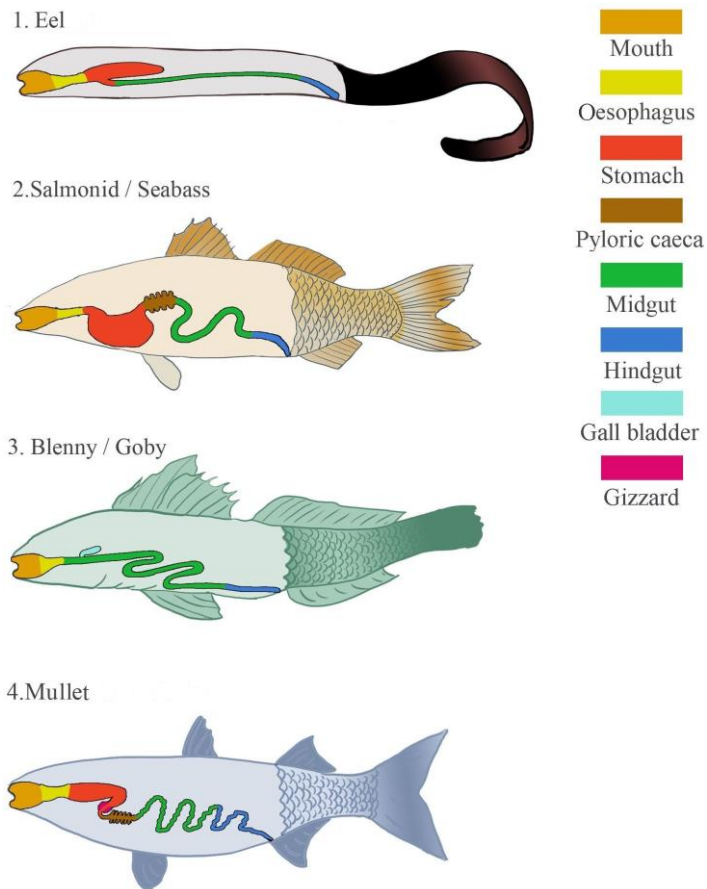 1. Eel
2.Salmonid / Seabass
3. Blenny / Goby
4.Mullet
Mouth
Oesophagus
Stomach
Pyloric caeca
Midgut
Hindgut
Gall bladder
Gizzard